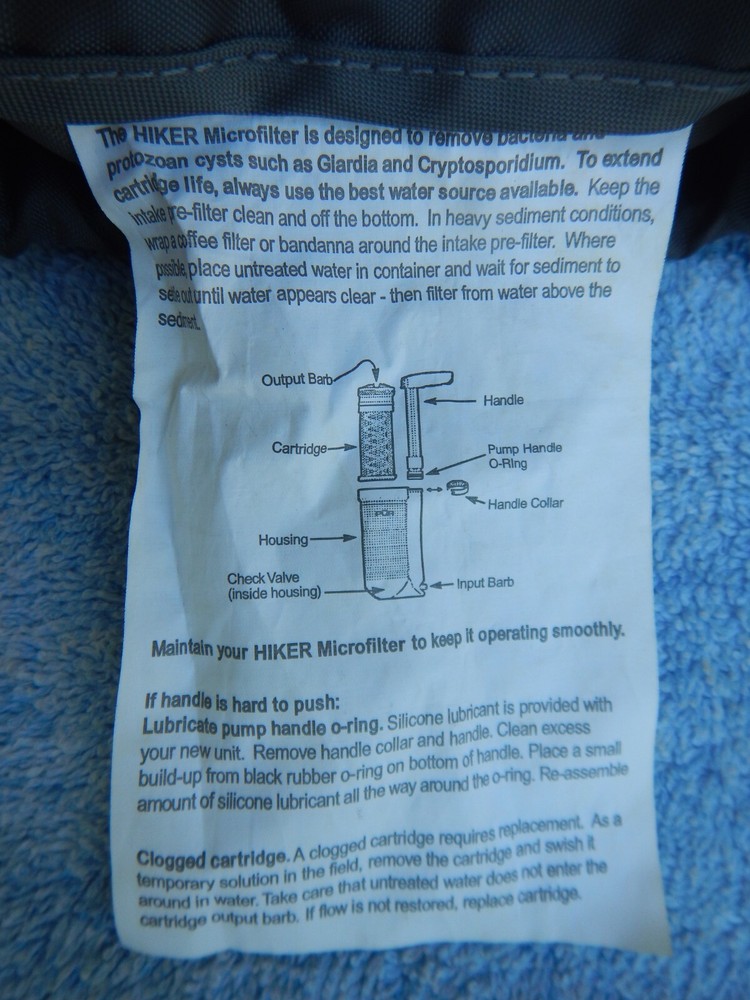 The HIKER Microfilter is designed to remove bacteria and
protozoan cysts such as Giardia and Cryptosporidium. To extend
cartridge life, always use the best water source available. Keep the
intake pre-filter clean and off the bottom. In heavy sediment conditions,
wrap a coffee filter or bandanna around the intake pre-filter. Where
possible, place untreated water in container and wait for sediment to
settle out until water appears clear - then filter from water above the
sediment.
Output Barb
Handle
Cartridge
Pump Handle
O-Ring
Handle Collar
PŪR
Housing
Check Valve
(inside housing)
Input Barb
Maintain your HIKER Microfilter to keep it operating smoothly.
If handle is hard to push:
Lubricate pump handle o-ring. Silicone lubricant is provided with
your new unit. Remove handle collar and handle. Clean excess
build-up from black rubber o-ring on bottom of handle. Place a small
amount of silicone lubricant all the way around the o-ring. Re-assemble
Clogged cartridge. A clogged cartridge requires replacement. As a
temporary solution in the field, remove the cartridge and swish it
around in water. Take care that untreated water does not enter the
cartridge output barb. If flow is not restored, replace cartridge.